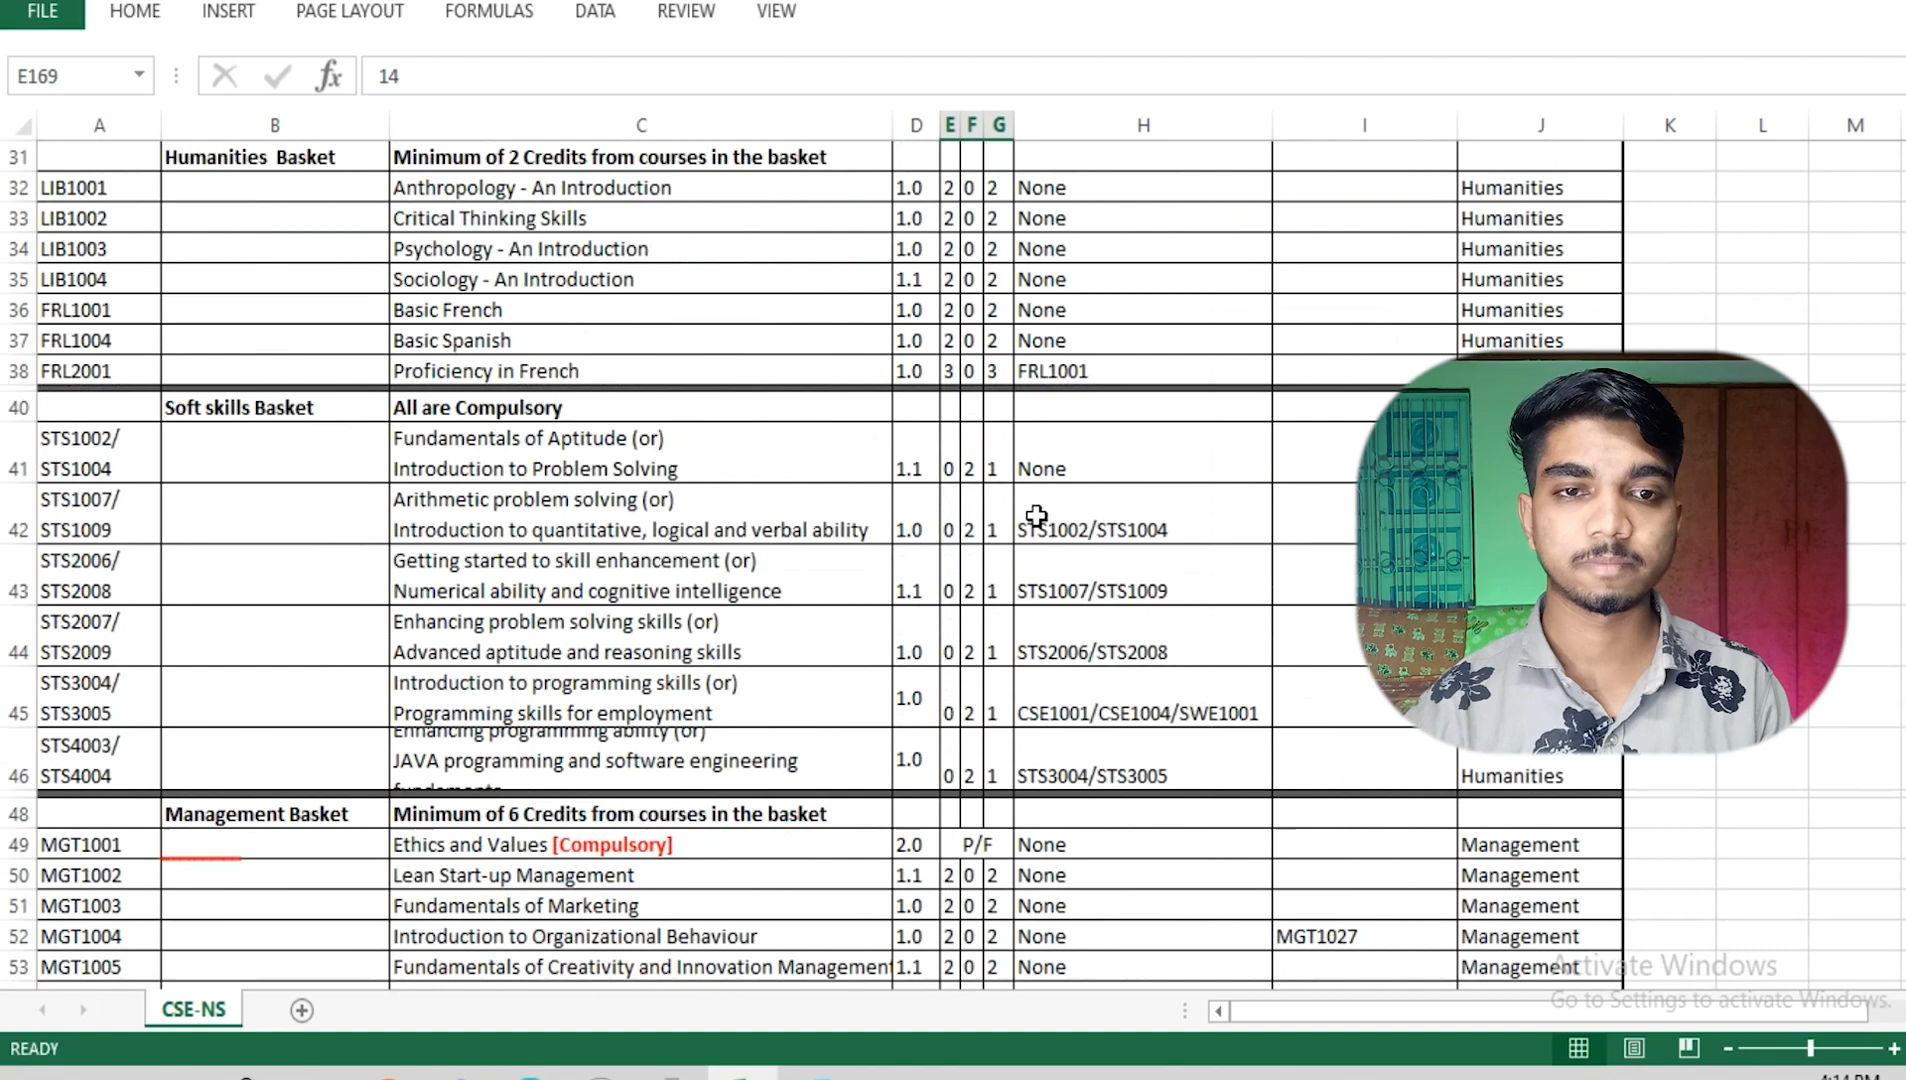 FILE HOME INSERT PAGE LAYOUT FORMULAS DATA REVIEW VIEW
E169 fx 14
A B C D E F G H I J K L M
31 Humanities Basket Minimum of 2 Credits from courses in the basket
32 LIB1001 Anthropology - An Introduction 1.0 2 0 2 None Humanities
33 LIB1002 Critical Thinking Skills 1.0 2 0 2 None Humanities
34 LIB1003 Psychology - An Introduction 1.0 2 0 2 None Humanities
35 LIB1004 Sociology - An Introduction 1.1 2 0 2 None Humanities
36 FRL1001 Basic French 1.0 2 0 2 None Humanities
37 FRL1004 Basic Spanish 1.0 2 0 2 None Humanities
38 FRL2001 Proficiency in French 1.0 3 0 3 FRL1001
40 Soft skills Basket All are Compulsory
STS1002/ Fundamentals of Aptitude (or)
41 STS1004 Introduction to Problem Solving 1.1 0 2 1 None
STS1007/ Arithmetic problem solving (or)
42 STS1009 Introduction to quantitative, logical and verbal ability 1.0 0 2 1 STS1002/STS1004
STS2006/ Getting started to skill enhancement (or)
43 STS2008 Numerical ability and cognitive intelligence 1.1 0 2 1 STS1007/STS1009
STS2007/ Enhancing problem solving skills (or)
44 STS2009 Advanced aptitude and reasoning skills 1.0 0 2 1 STS2006/STS2008
STS3004/ Introduction to programming skills (or)
45 STS3005 Programming skills for employment 1.0 0 2 1 CSE1001/CSE1004/SWE1001
STS4003/ Enhancing programming ability (or)
JAVA programming and software engineering 1.0
46 STS4004 0 2 1 STS3004/STS3005 Humanities
48 Management Basket Minimum of 6 Credits from courses in the basket
49 MGT1001 Ethics and Values [Compulsory] 2.0 P/F None Management
50 MGT1002 Lean Start-up Management 1.1 2 0 2 None Management
51 MGT1003 Fundamentals of Marketing 1.0 2 0 2 None Management
52 MGT1004 Introduction to Organizational Behaviour 1.0 2 0 2 None MGT1027 Management
53 MGT1005 Fundamentals of Creativity and Innovation Management 1.1 2 0 2 None Management
Activate Windows
Go to Settings to activate Windows.
CSE-NS
READY
4:14 PM